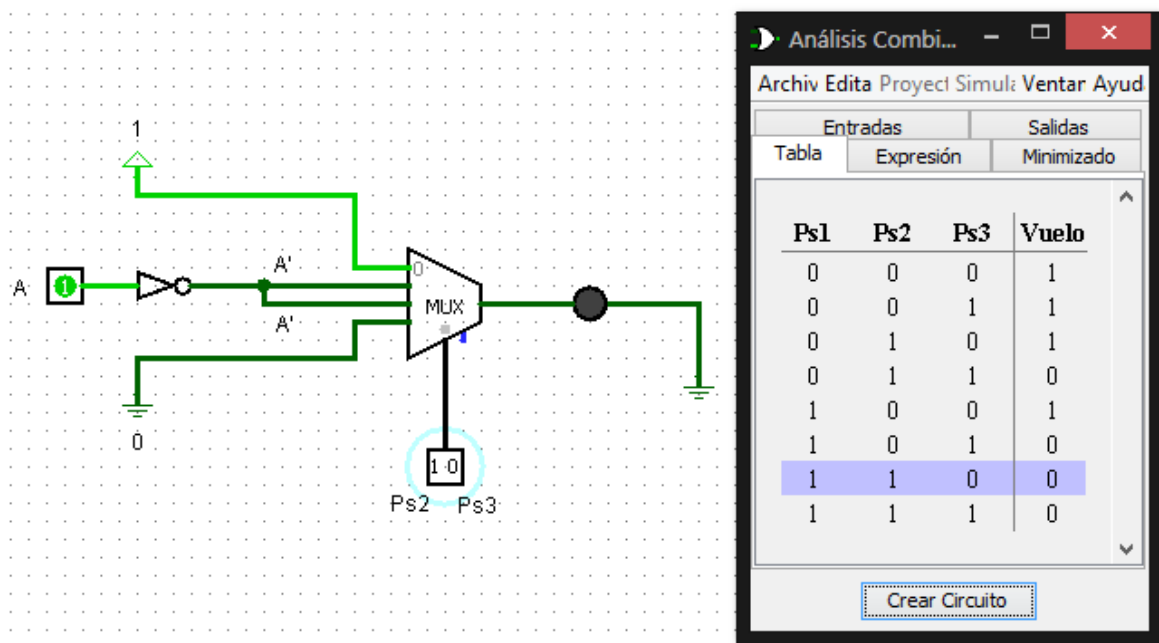 1
A
1
A'
A'
0
MUX
0
1 0
Ps2 Ps3
Análisis Combi...
Archiv Edita Proyect Simula Ventar Ayud
Entradas Salidas
Tabla Expresión Minimizado
Ps1 Ps2 Ps3 Vuelo
0 0 0 1
0 0 1 1
0 1 0 1
0 1 1 0
1 0 0 1
1 0 1 0
1 1 0 0
1 1 1 0
Crear Circuito